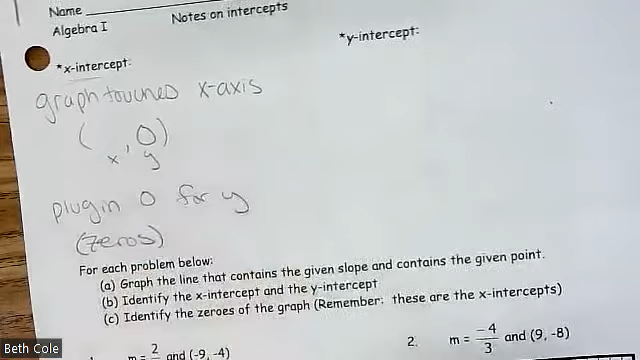 Name
Algebra I
Notes on intercepts
*x-intercept:
*y-intercept:
graph touches x-axis
( , 0)
x y
plug in 0 for y
(zeros)
For each problem below:
(a) Graph the line that contains the given slope and contains the given point.
(b) Identify the x-intercept and the y-intercept
(c) Identify the zeroes of the graph (Remember: these are the x-intercepts)
m = 2/ and (-9, -4)
2. m = -4/3 and (9, -8)
Beth Cole